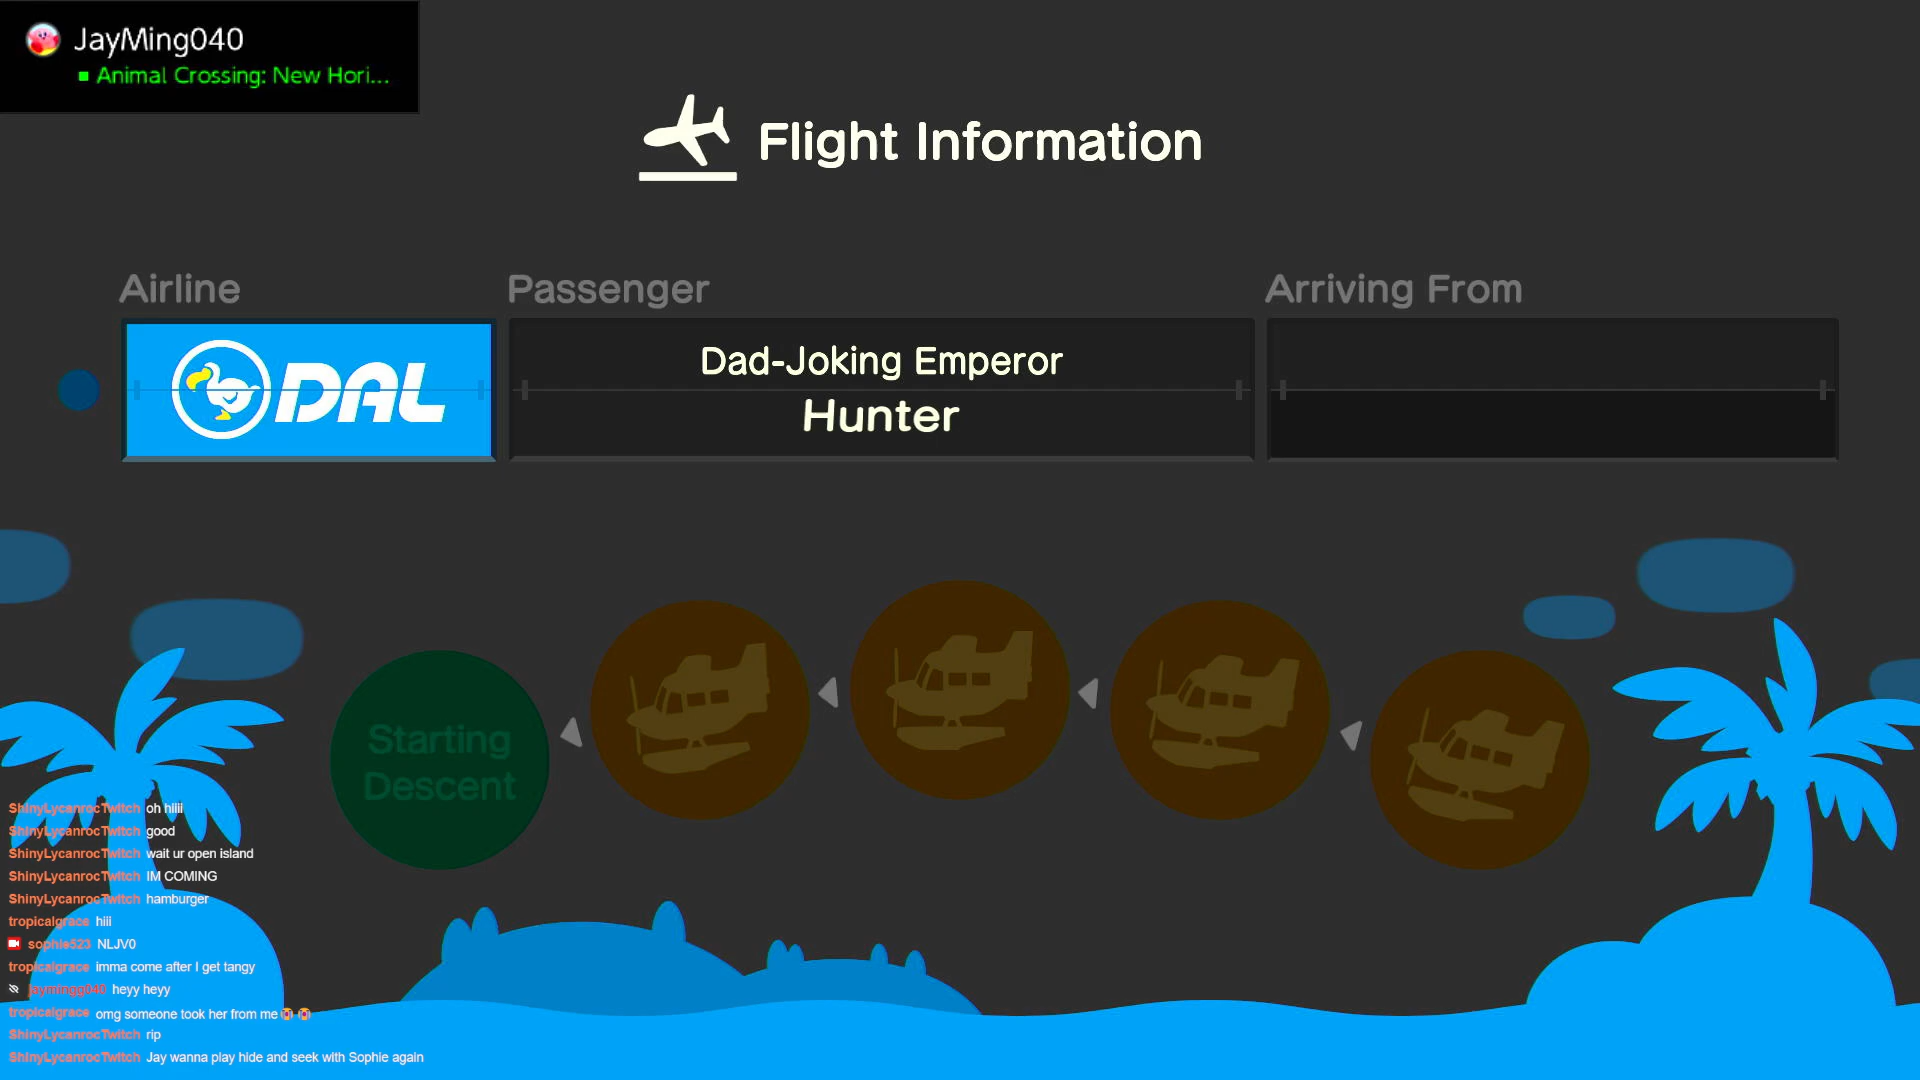 JayMing040
Animal Crossing: New Hori...
Flight Information
Airline
Passenger
Arriving From
DAL
Dad-Joking Emperor
Hunter
Starting
Descent
ShinyLycanrocTwitch oh hiiii
ShinyLycanrocTwitch good
ShinyLycanrocTwitch wait ur open island
ShinyLycanrocTwitch IM COMING
ShinyLycanrocTwitch hamburger
tropicalgrace hiii
sophie523 NLJV0
tropicalgrace imma come after I get tangy
jaymingg040 heyy heyy
tropicalgrace omg someone took her from me
ShinyLycanrocTwitch rip
ShinyLycanrocTwitch Jay wanna play hide and seek with Sophie again